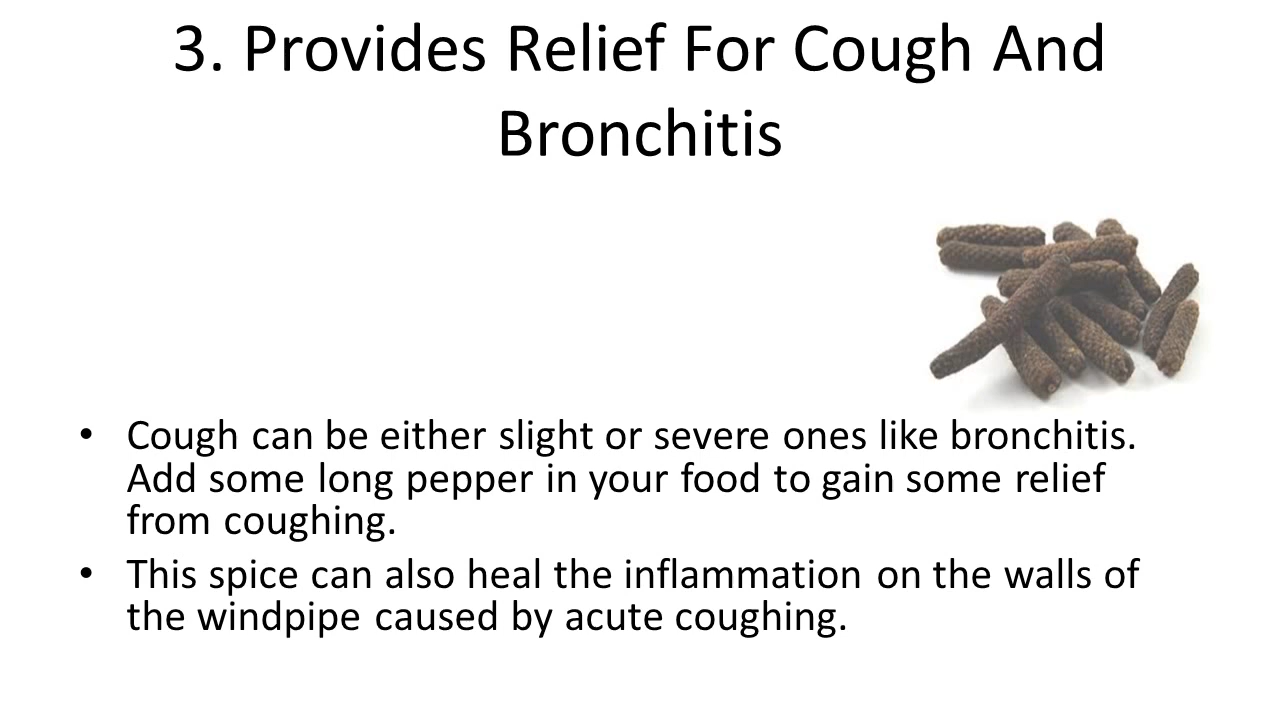 3. Provides Relief For Cough And
Bronchitis
• Cough can be either slight or severe ones like bronchitis.
Add some long pepper in your food to gain some relief
from coughing.
• This spice can also heal the inflammation on the walls of
the windpipe caused by acute coughing.